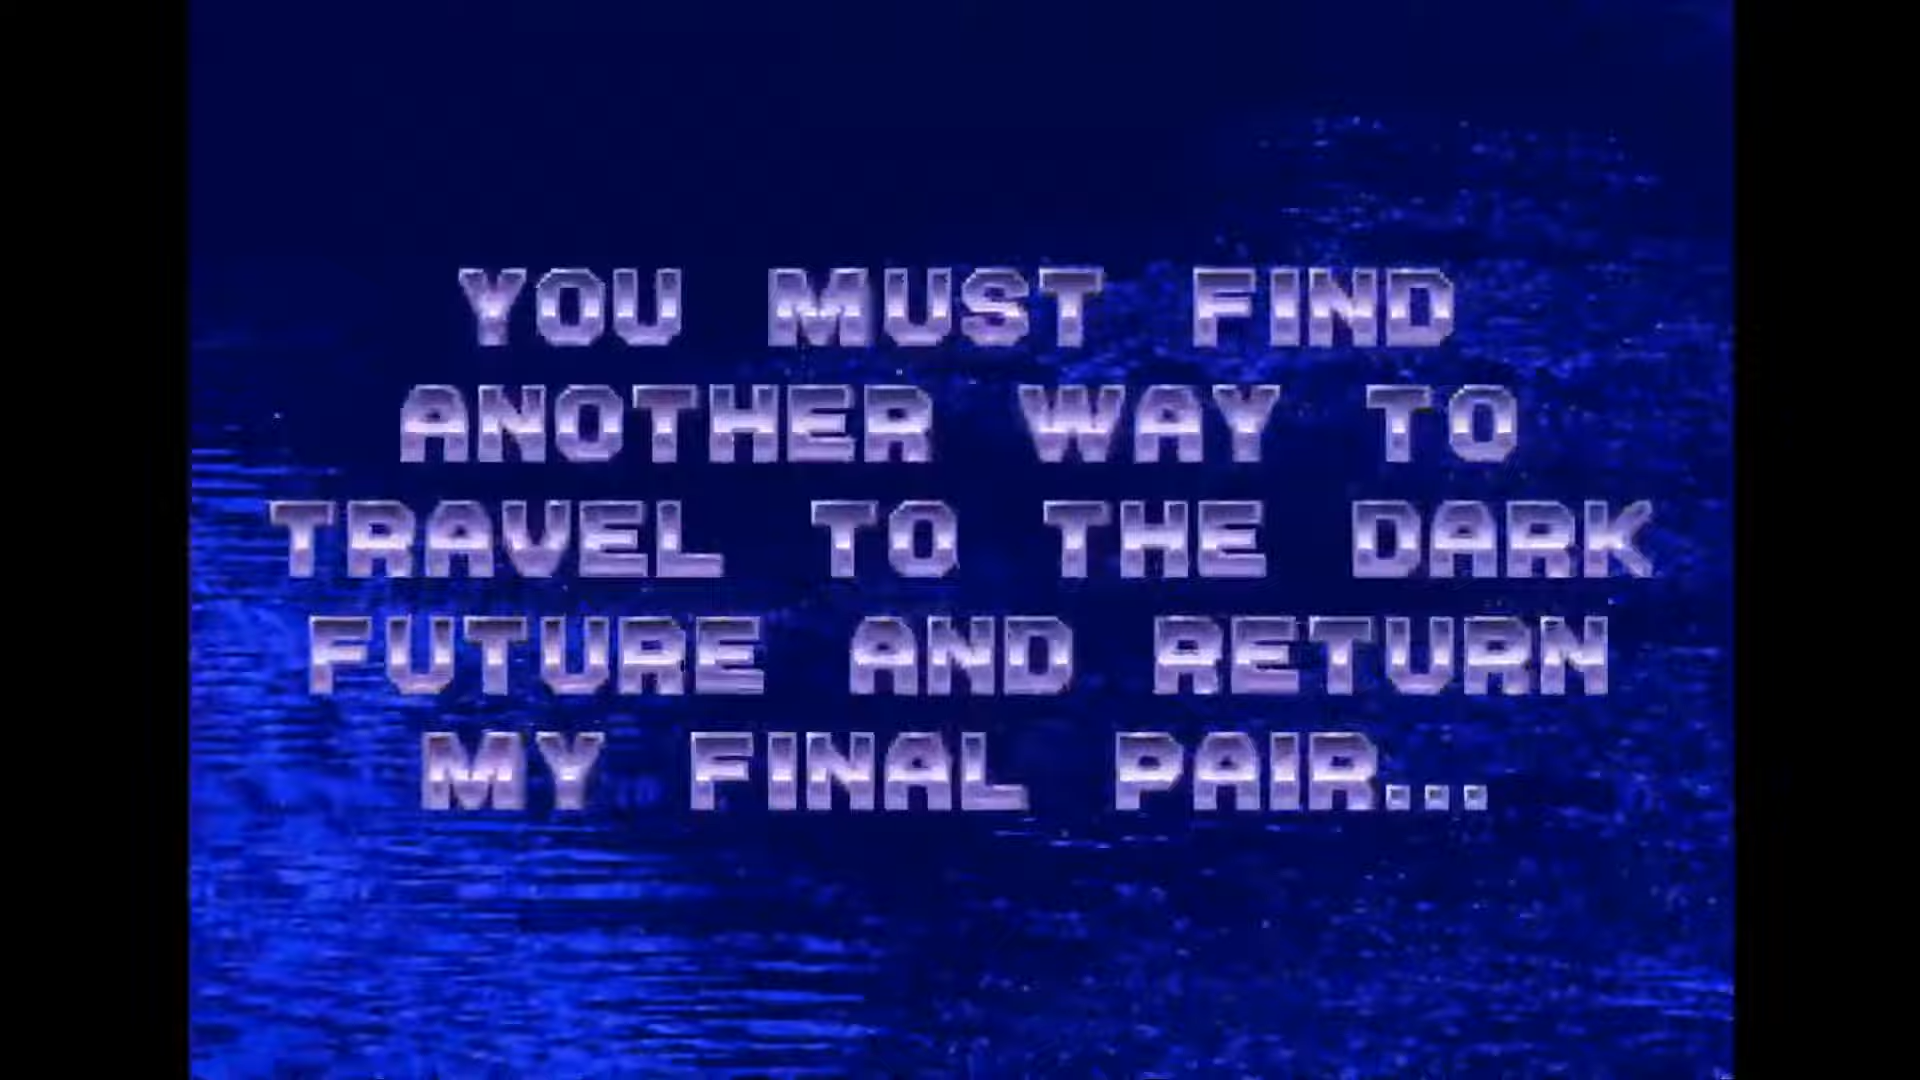 YOU MUST FIND
ANOTHER WAY TO
TRAVEL TO THE DARK
FUTURE AND RETURN
MY FINAL PAIR...